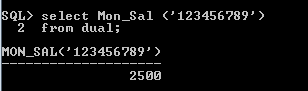 SQL> select Mon_Sal ('123456789')
  2  from dual;
MON_SAL('123456789')
--------------------
                2500